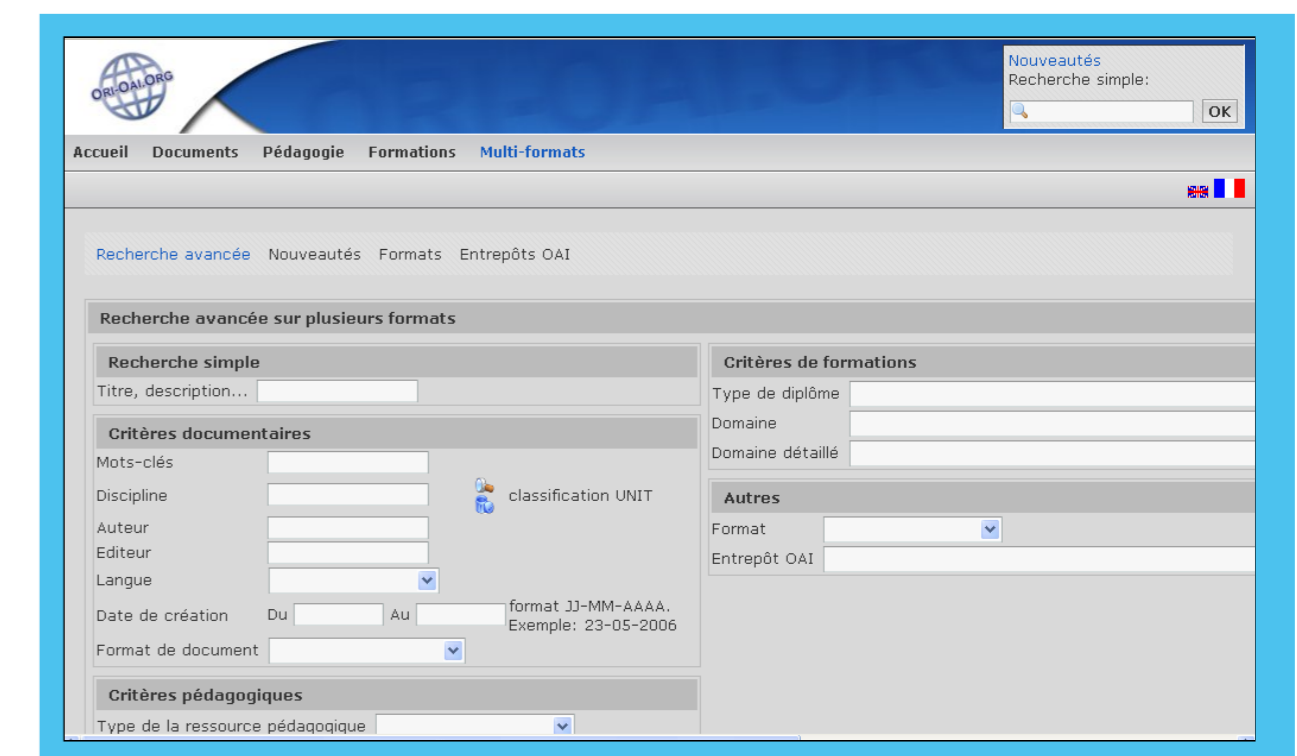 ORI-OAI.ORG
Nouveautés
Recherche simple:
OK
Accueil Documents Pédagogie Formations Multi-formats
Recherche avancée Nouveautés Formats Entrepôts OAI
Recherche avancée sur plusieurs formats
Recherche simple
Titre, description...
Critères documentaires
Mots-clés
Discipline classification UNIT
Auteur
Editeur
Langue
Date de création Du Au format JJ-MM-AAAA.
Exemple: 23-05-2006
Format de document
Critères pédagogiques
Type de la ressource pédagogique
Critères de formations
Type de diplôme
Domaine
Domaine détaillé
Autres
Format
Entrepôt OAI